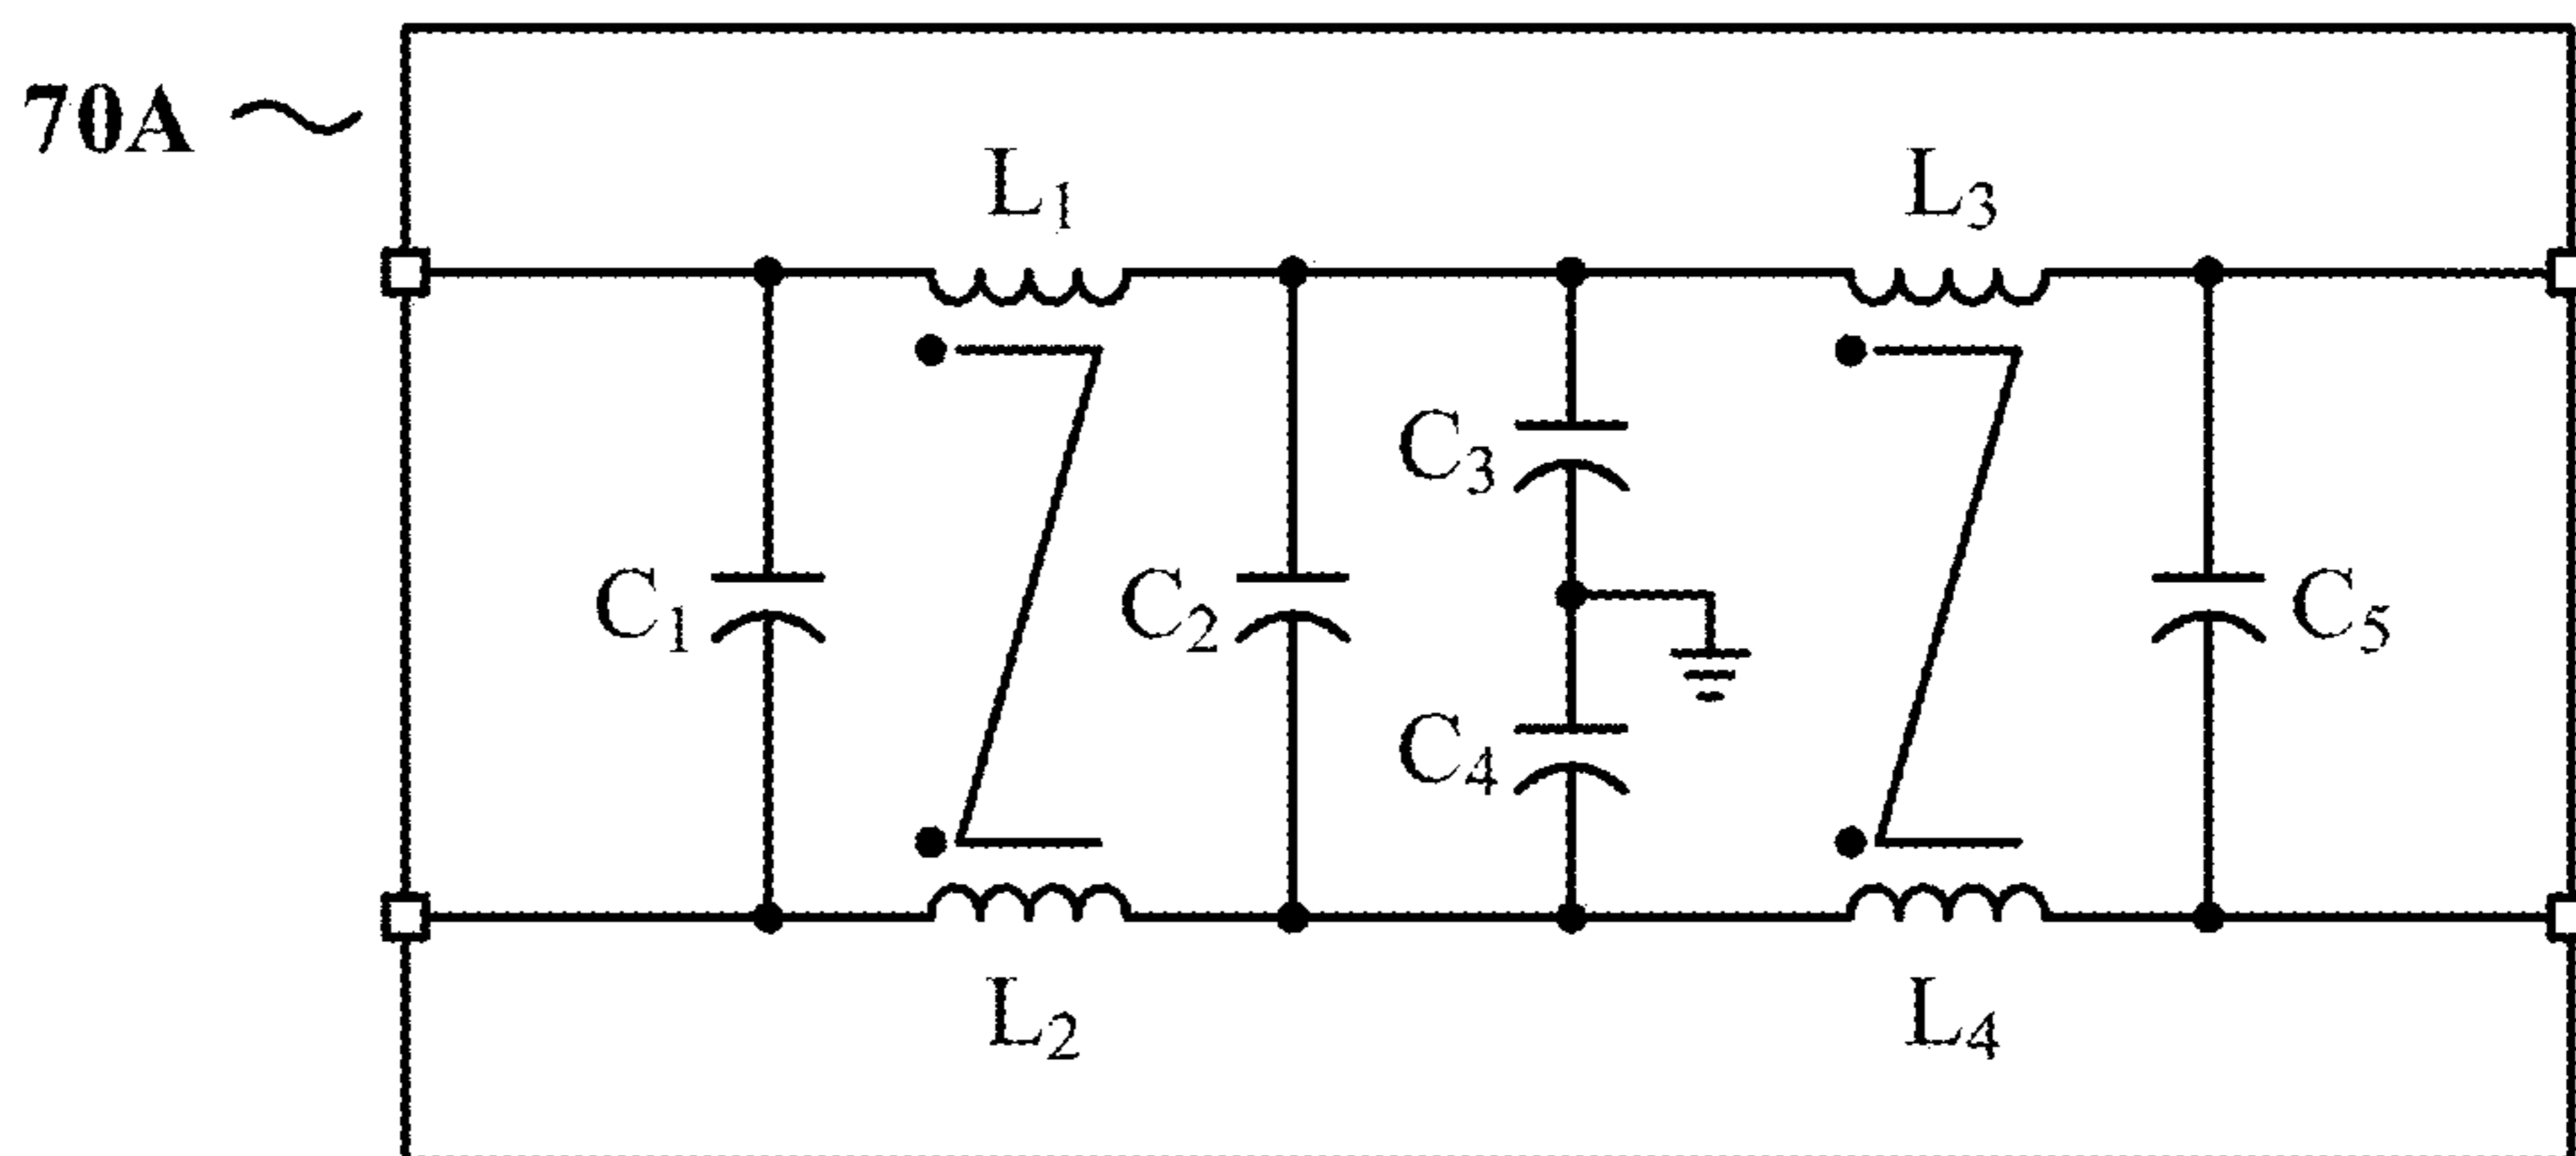 70A
L₁
L₃
C₃
C₁
C₂
C₅
C₄
L₂
L₄